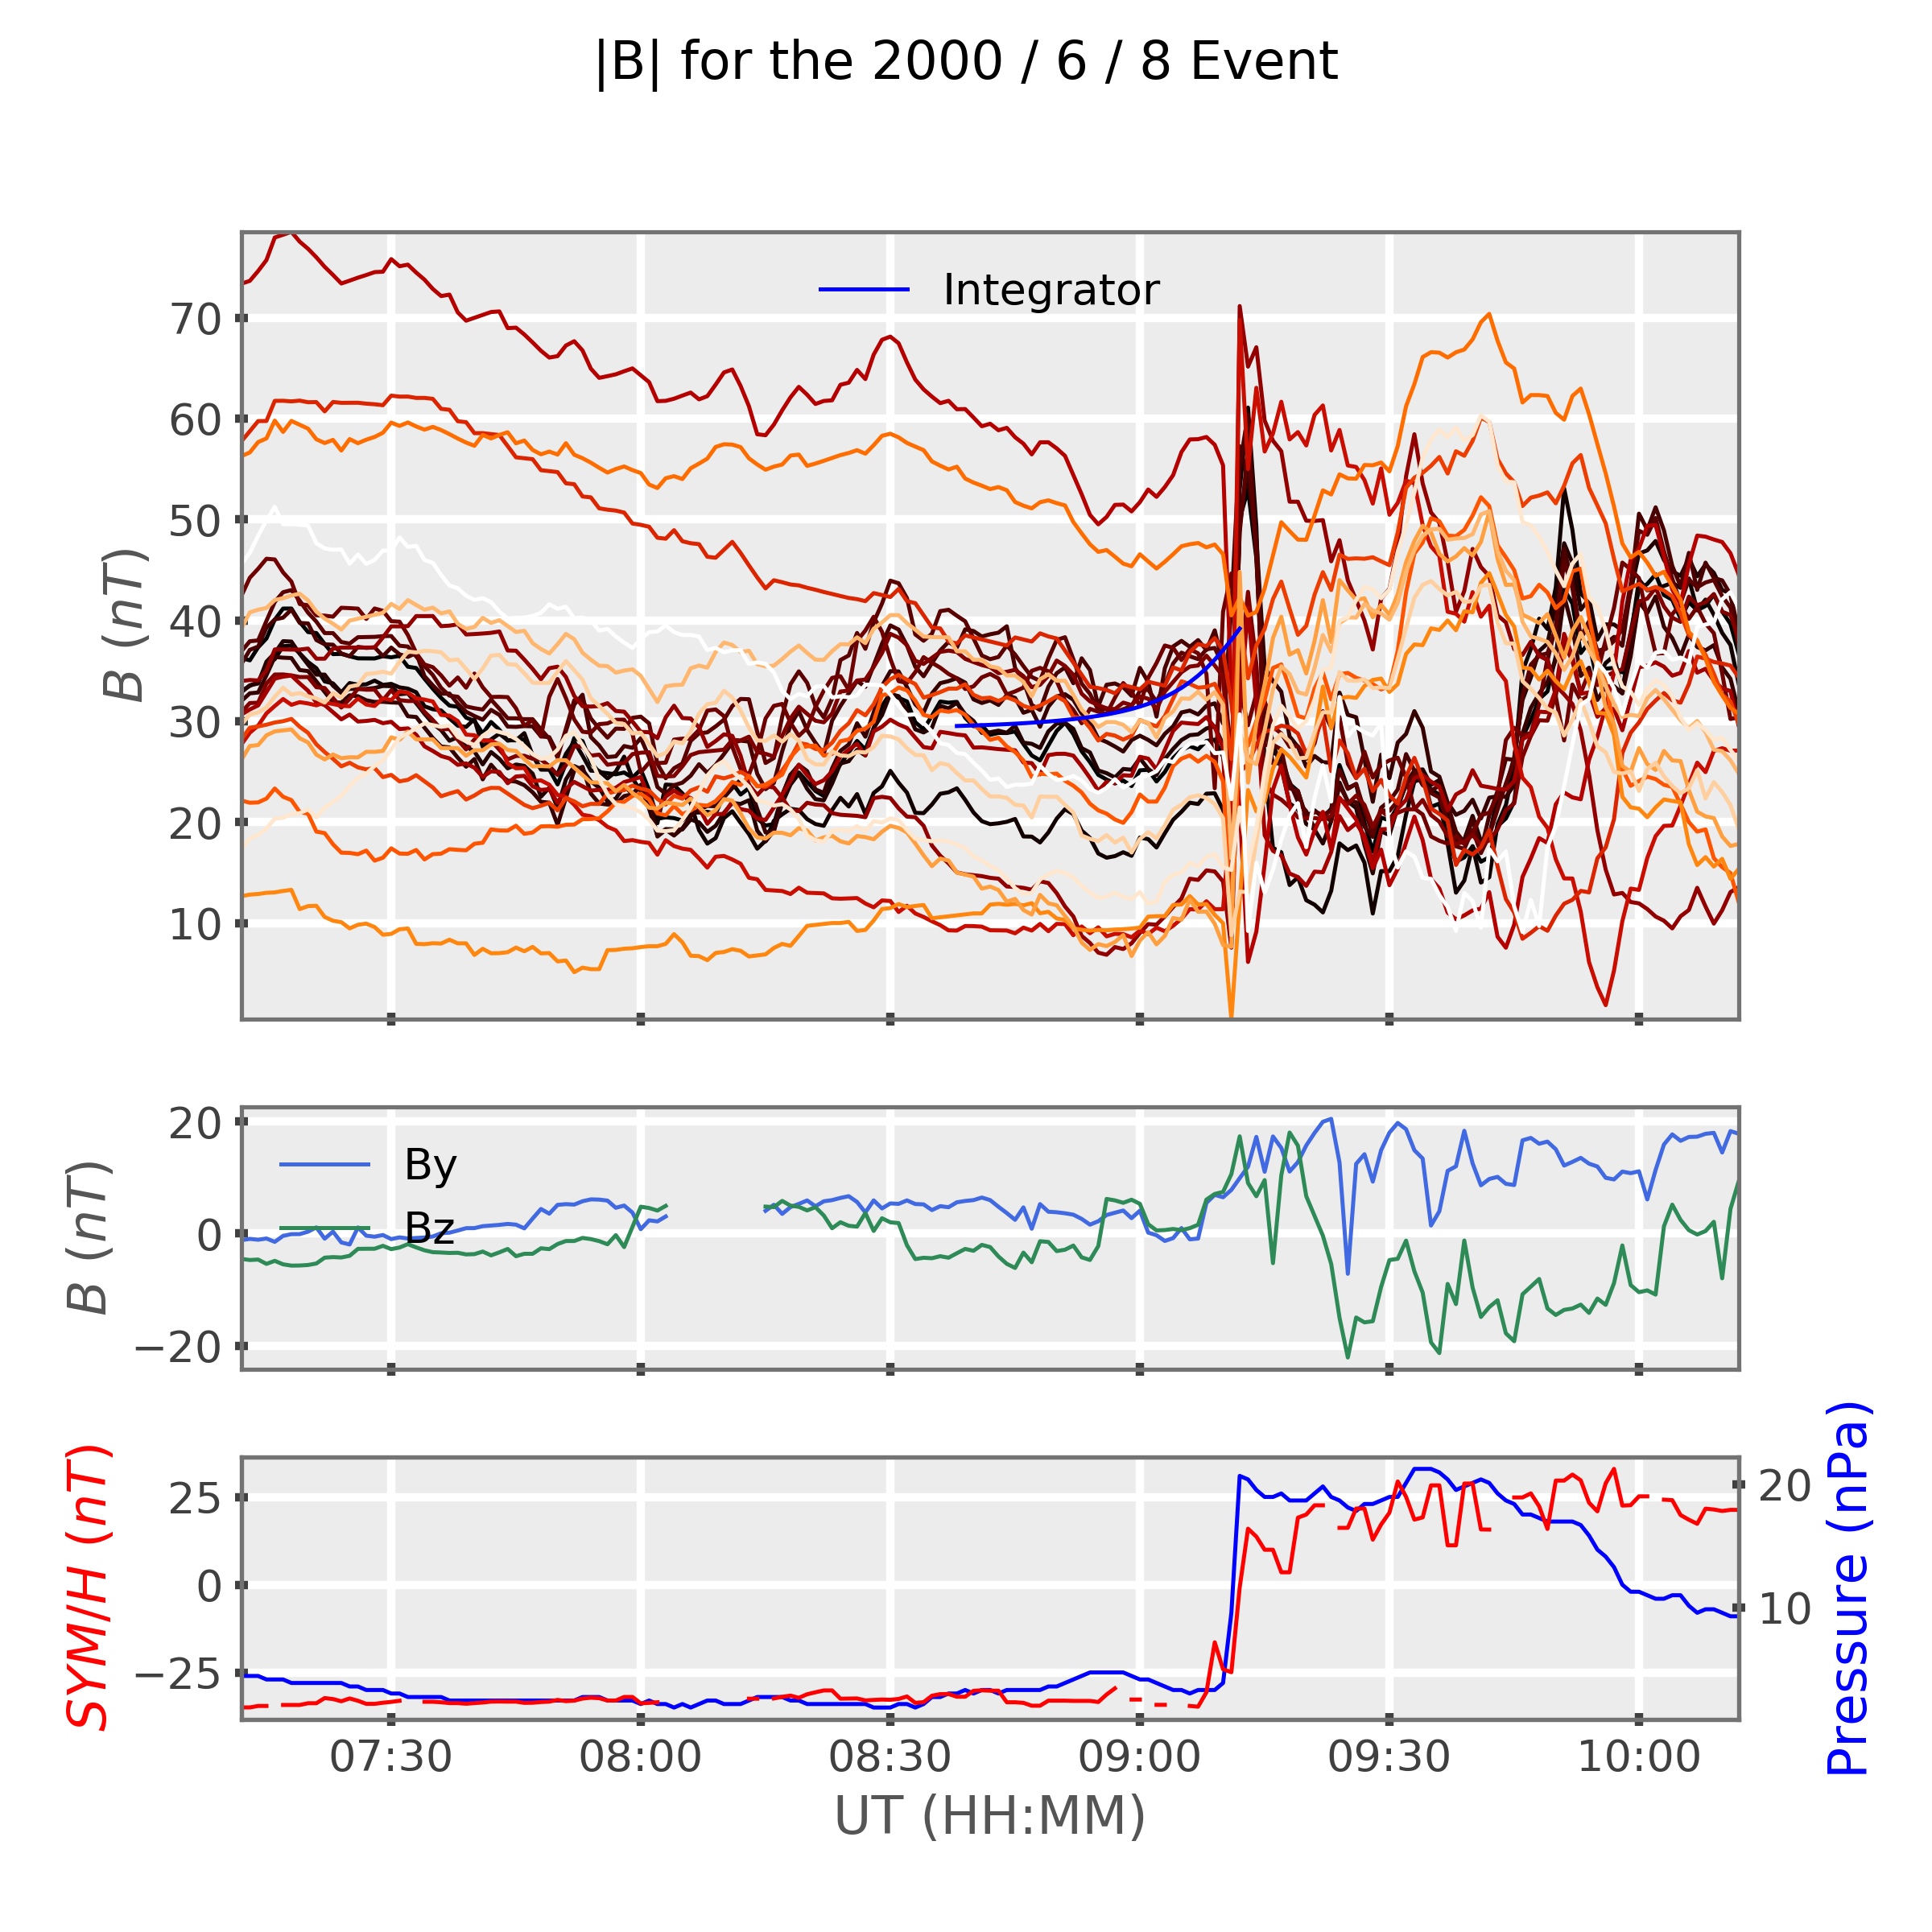 |B| for the 2000 / 6 / 8 Event
B (nT)
70
60
50
40
30
20
10
Integrator
B (nT)
20
0
−20
By
Bz
SYM/H (nT)
25
0
−25
20
10
Pressure (nPa)
07:30 08:00 08:30 09:00 09:30 10:00
UT (HH:MM)